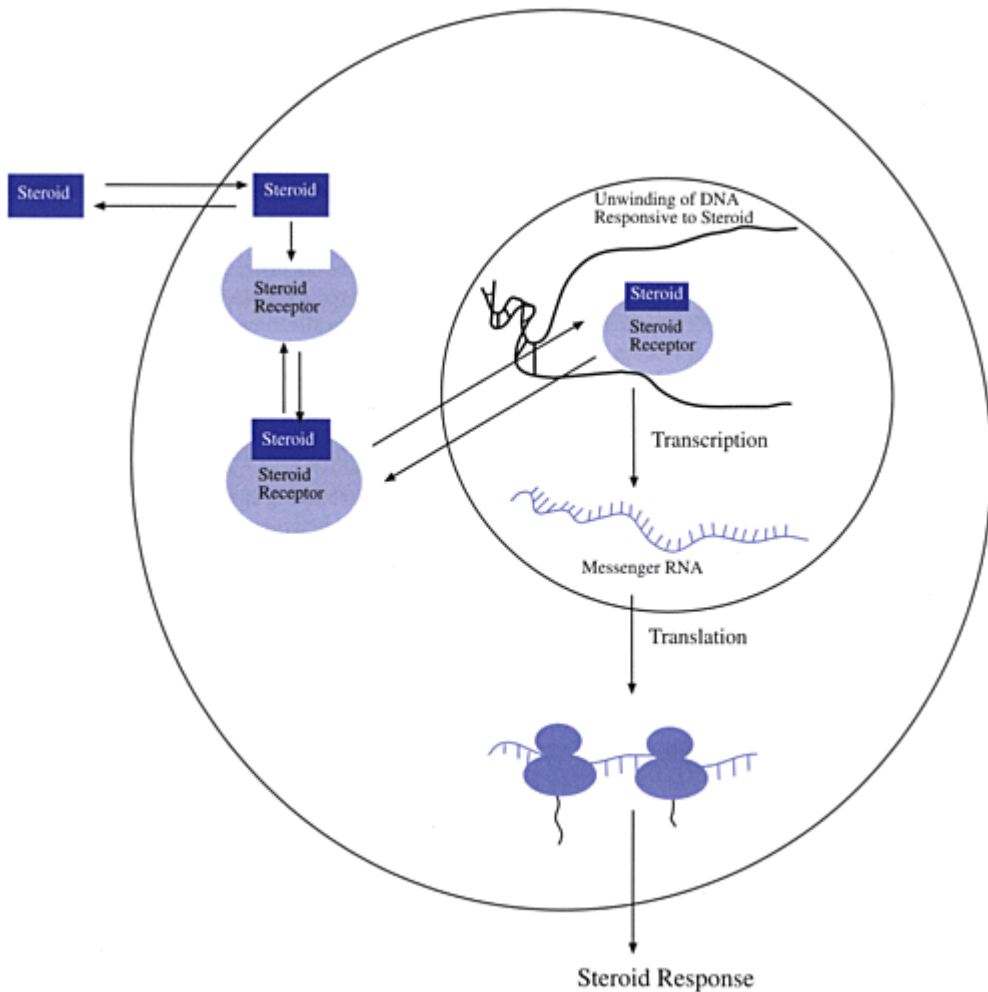 Steroid
Steroid
Steroid
Receptor
Steroid
Steroid
Receptor
Unwinding of DNA
Responsive to Steroid
Steroid
Steroid
Receptor
Transcription
Messenger RNA
Translation
Steroid Response